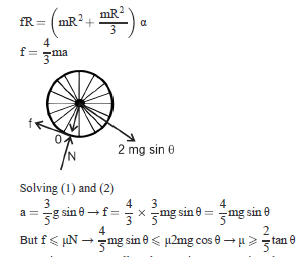 fR = (mR² + mR²/3) α
f = 4/3 ma
f
O
N
2 mg sin θ
Solving (1) and (2)
a = 3/5 g sin θ → f = 4/3 × 3/5 mg sin θ = 4/5 mg sin θ
But f ⩽ μN → 4/5 mg sin θ ⩽ μ2mg cos θ → μ ⩾ 2/5 tan θ